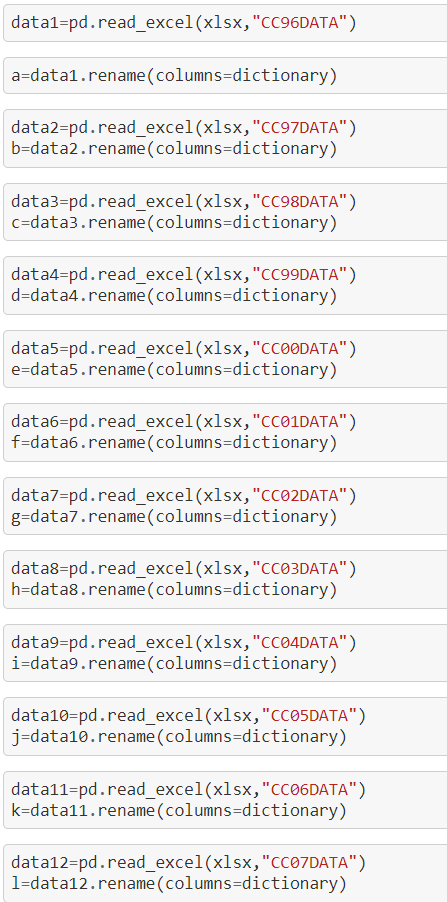 data1=pd.read_excel(xlsx,"CC96DATA")
a=data1.rename(columns=dictionary)
data2=pd.read_excel(xlsx,"CC97DATA")
b=data2.rename(columns=dictionary)
data3=pd.read_excel(xlsx,"CC98DATA")
c=data3.rename(columns=dictionary)
data4=pd.read_excel(xlsx,"CC99DATA")
d=data4.rename(columns=dictionary)
data5=pd.read_excel(xlsx,"CC00DATA")
e=data5.rename(columns=dictionary)
data6=pd.read_excel(xlsx,"CC01DATA")
f=data6.rename(columns=dictionary)
data7=pd.read_excel(xlsx,"CC02DATA")
g=data7.rename(columns=dictionary)
data8=pd.read_excel(xlsx,"CC03DATA")
h=data8.rename(columns=dictionary)
data9=pd.read_excel(xlsx,"CC04DATA")
i=data9.rename(columns=dictionary)
data10=pd.read_excel(xlsx,"CC05DATA")
j=data10.rename(columns=dictionary)
data11=pd.read_excel(xlsx,"CC06DATA")
k=data11.rename(columns=dictionary)
data12=pd.read_excel(xlsx,"CC07DATA")
l=data12.rename(columns=dictionary)